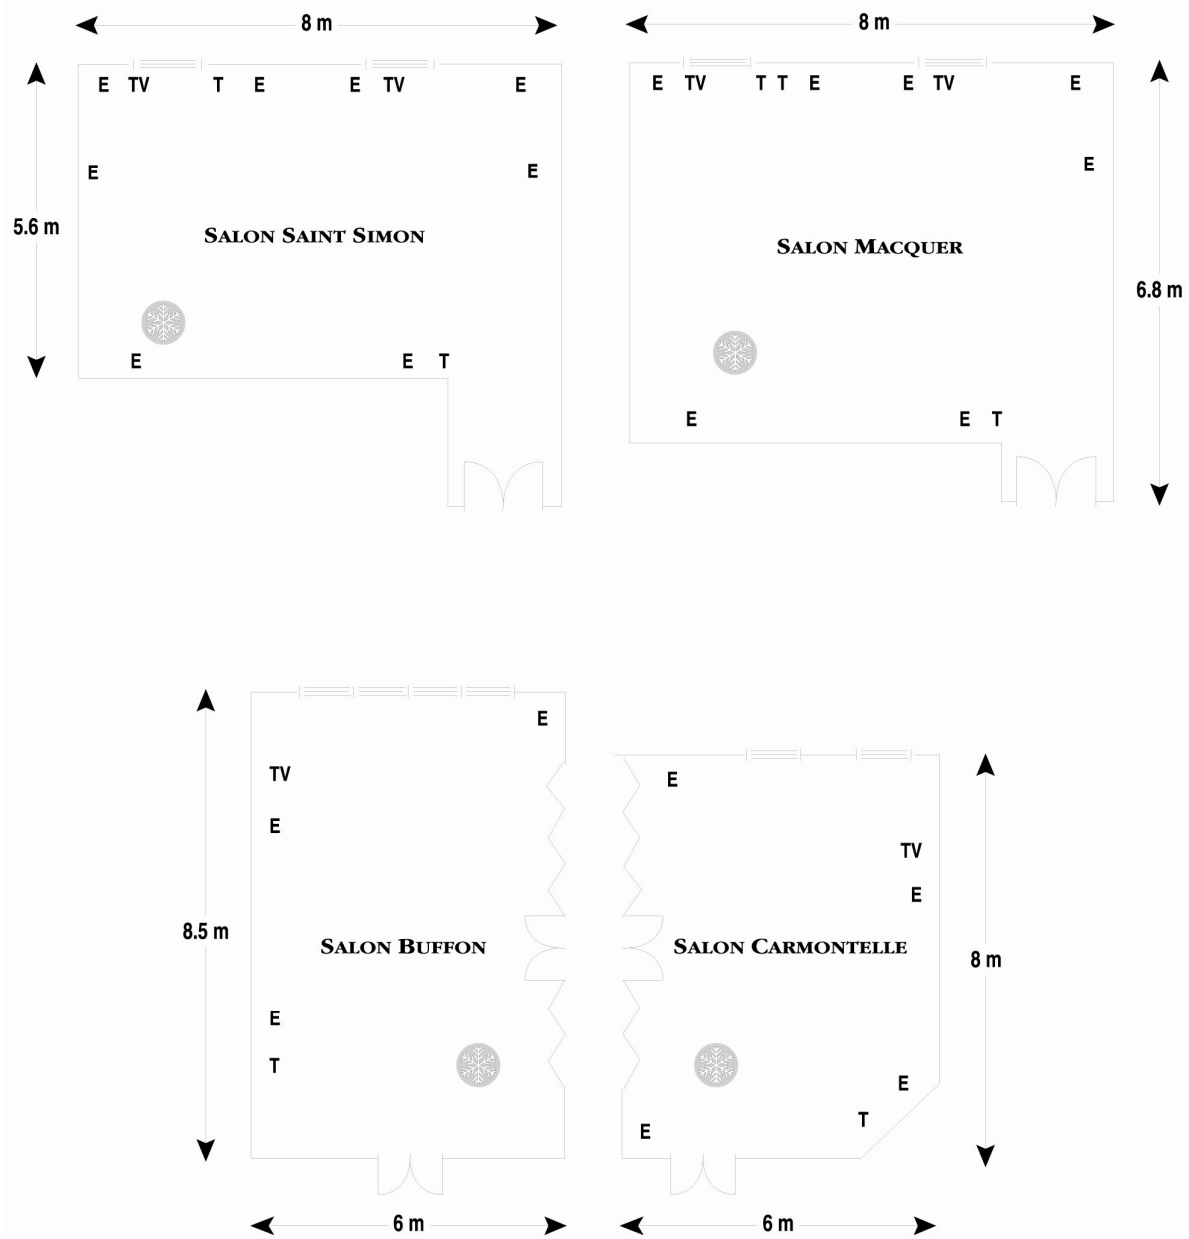 8 m
8 m
E TV T E E TV E
E TV T T E E TV E
E E
E
5.6 m
SALON SAINT SIMON
SALON MACQUER
6.8 m
E E T
E E T
E
TV
E
E
TV
E
8.5 m
SALON BUFFON
SALON CARMONTELLE
8 m
E
T
E
T
E
6 m
6 m